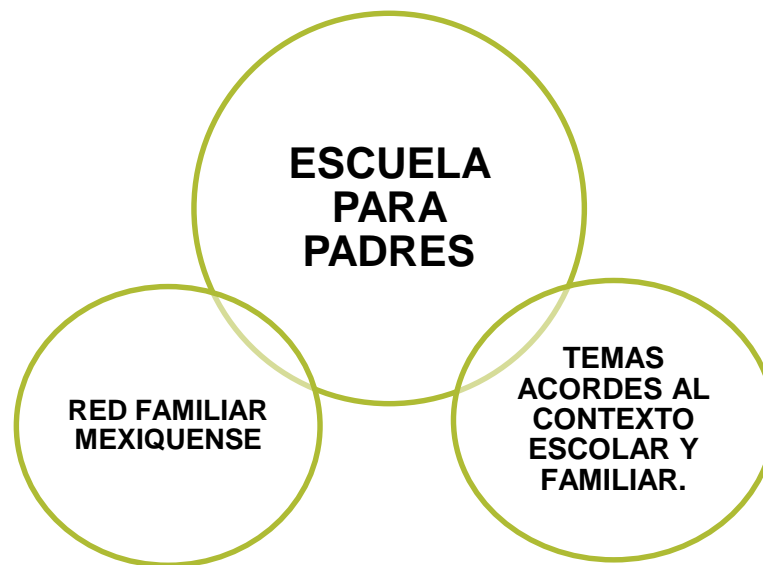 ESCUELA
PARA
PADRES
RED FAMILIAR
MEXIQUENSE
TEMAS
ACORDES AL
CONTEXTO
ESCOLAR Y
FAMILIAR.